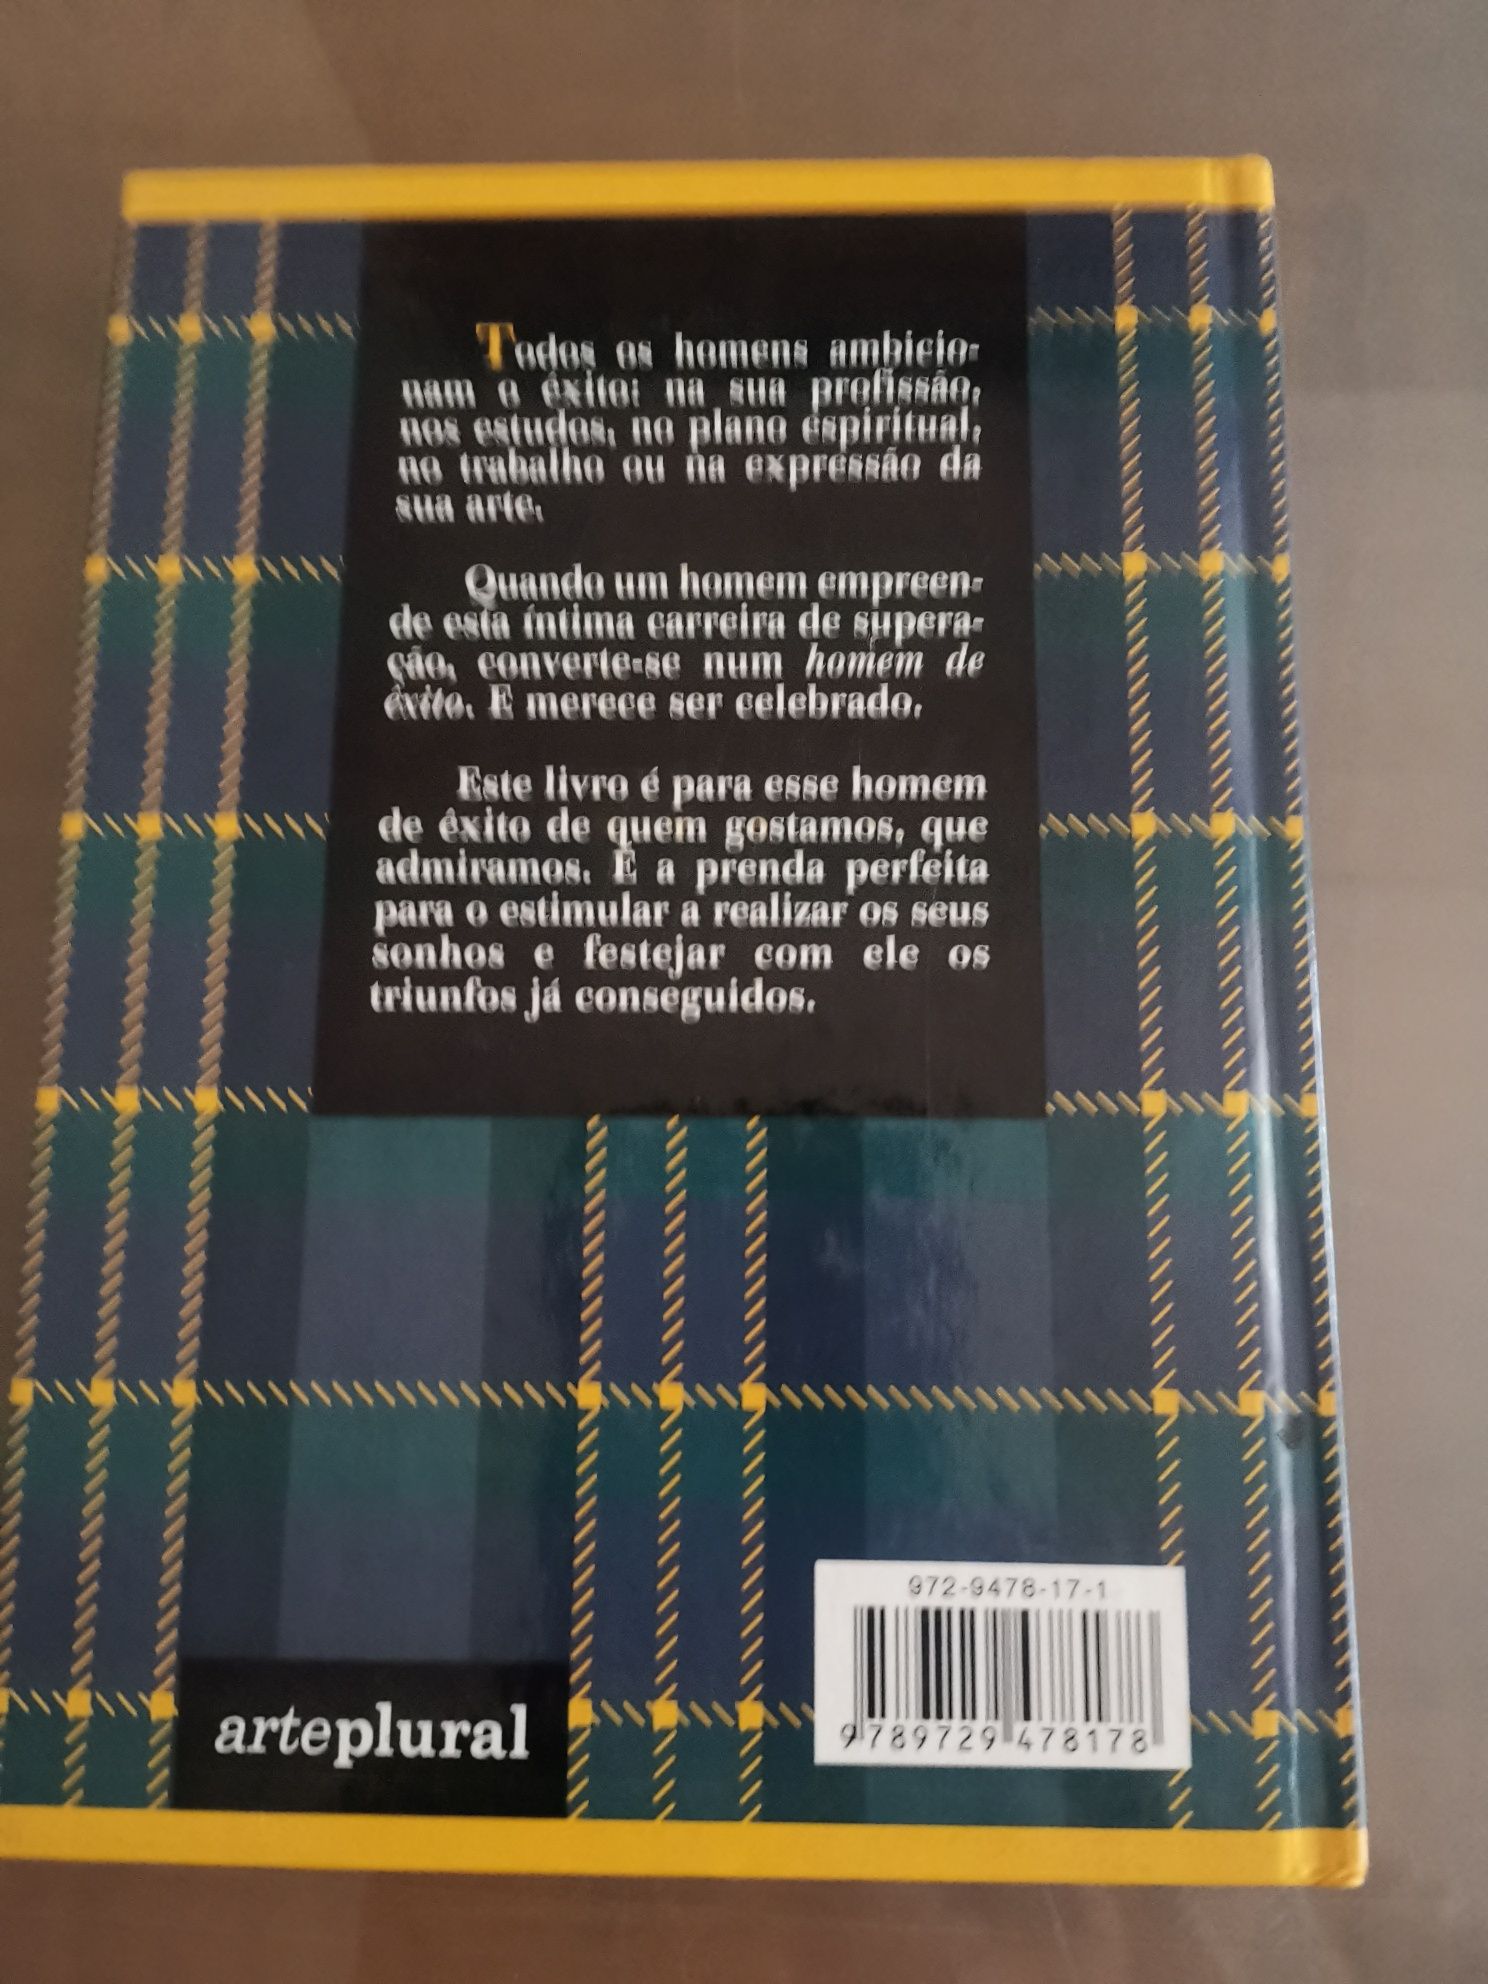 Todos os homens ambicio-
nam o êxito: na sua profissão,
nos estudos, no plano espiritual,
no trabalho ou na expressão da
sua arte.
Quando um homem empreen-
de esta íntima carreira de supera-
ção, converte-se num homem de
êxito. E merece ser celebrado.
Este livro é para esse homem
de êxito de quem gostamos, que
admiramos. É a prenda perfeita
para o estimular a realizar os seus
sonhos e festejar com ele os
triunfos já conseguidos.
972-9478-17-1
9 789729 478178
arteplural